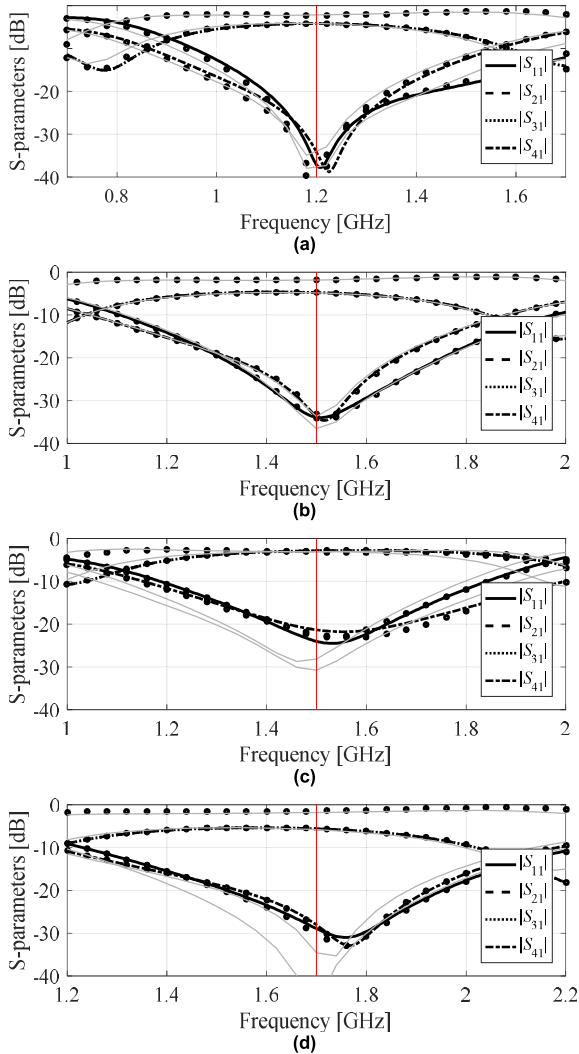 S-parameters [dB]
-20
-30
-40
0.8
1
1.2
1.4
1.6
|S11|
|S21|
|S31|
|S41|
Frequency [GHz]
(a)
S-parameters [dB]
0
-10
-20
-30
-40
1
1.2
1.4
1.6
1.8
2
|S11|
|S21|
|S31|
|S41|
Frequency [GHz]
(b)
S-parameters [dB]
0
-10
-20
-30
-40
1
1.2
1.4
1.6
1.8
2
|S11|
|S21|
|S31|
|S41|
Frequency [GHz]
(c)
S-parameters [dB]
0
-10
-20
-30
-40
1.2
1.4
1.6
1.8
2
2.2
|S11|
|S21|
|S31|
|S41|
Frequency [GHz]
(d)